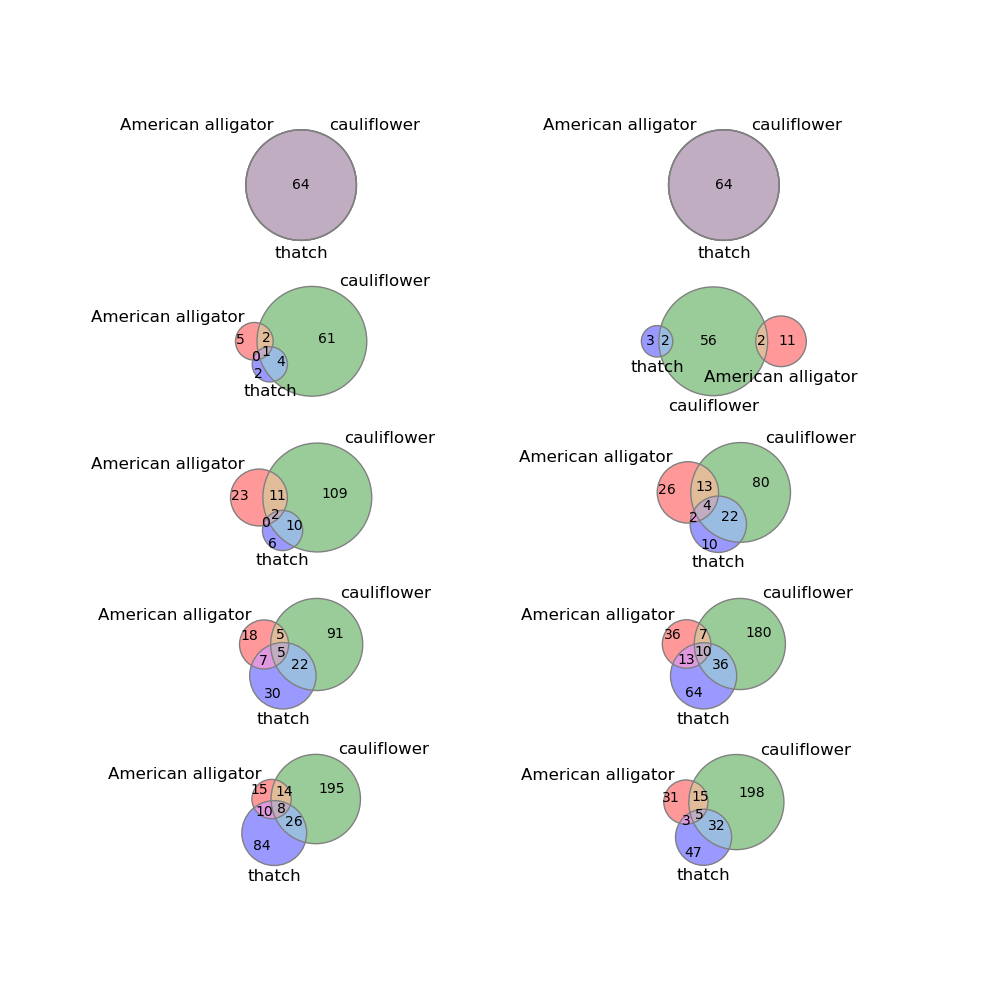 American alligator cauliflower
64
thatch
American alligator cauliflower
64
thatch
cauliflower
American alligator
5 2 61
1
0 4
2
thatch
3 2 56 2 11
thatch
American alligator
cauliflower
cauliflower
American alligator
23 11 109
2
0 10
6
thatch
cauliflower
American alligator
26 13 80
4
2 22
10
thatch
cauliflower
American alligator
18 5 91
5
7 22
30
thatch
cauliflower
American alligator
36 7 180
10
13 36
64
thatch
cauliflower
American alligator
15 14 195
8
10 26
84
thatch
cauliflower
American alligator
31 15 198
5
3 32
47
thatch